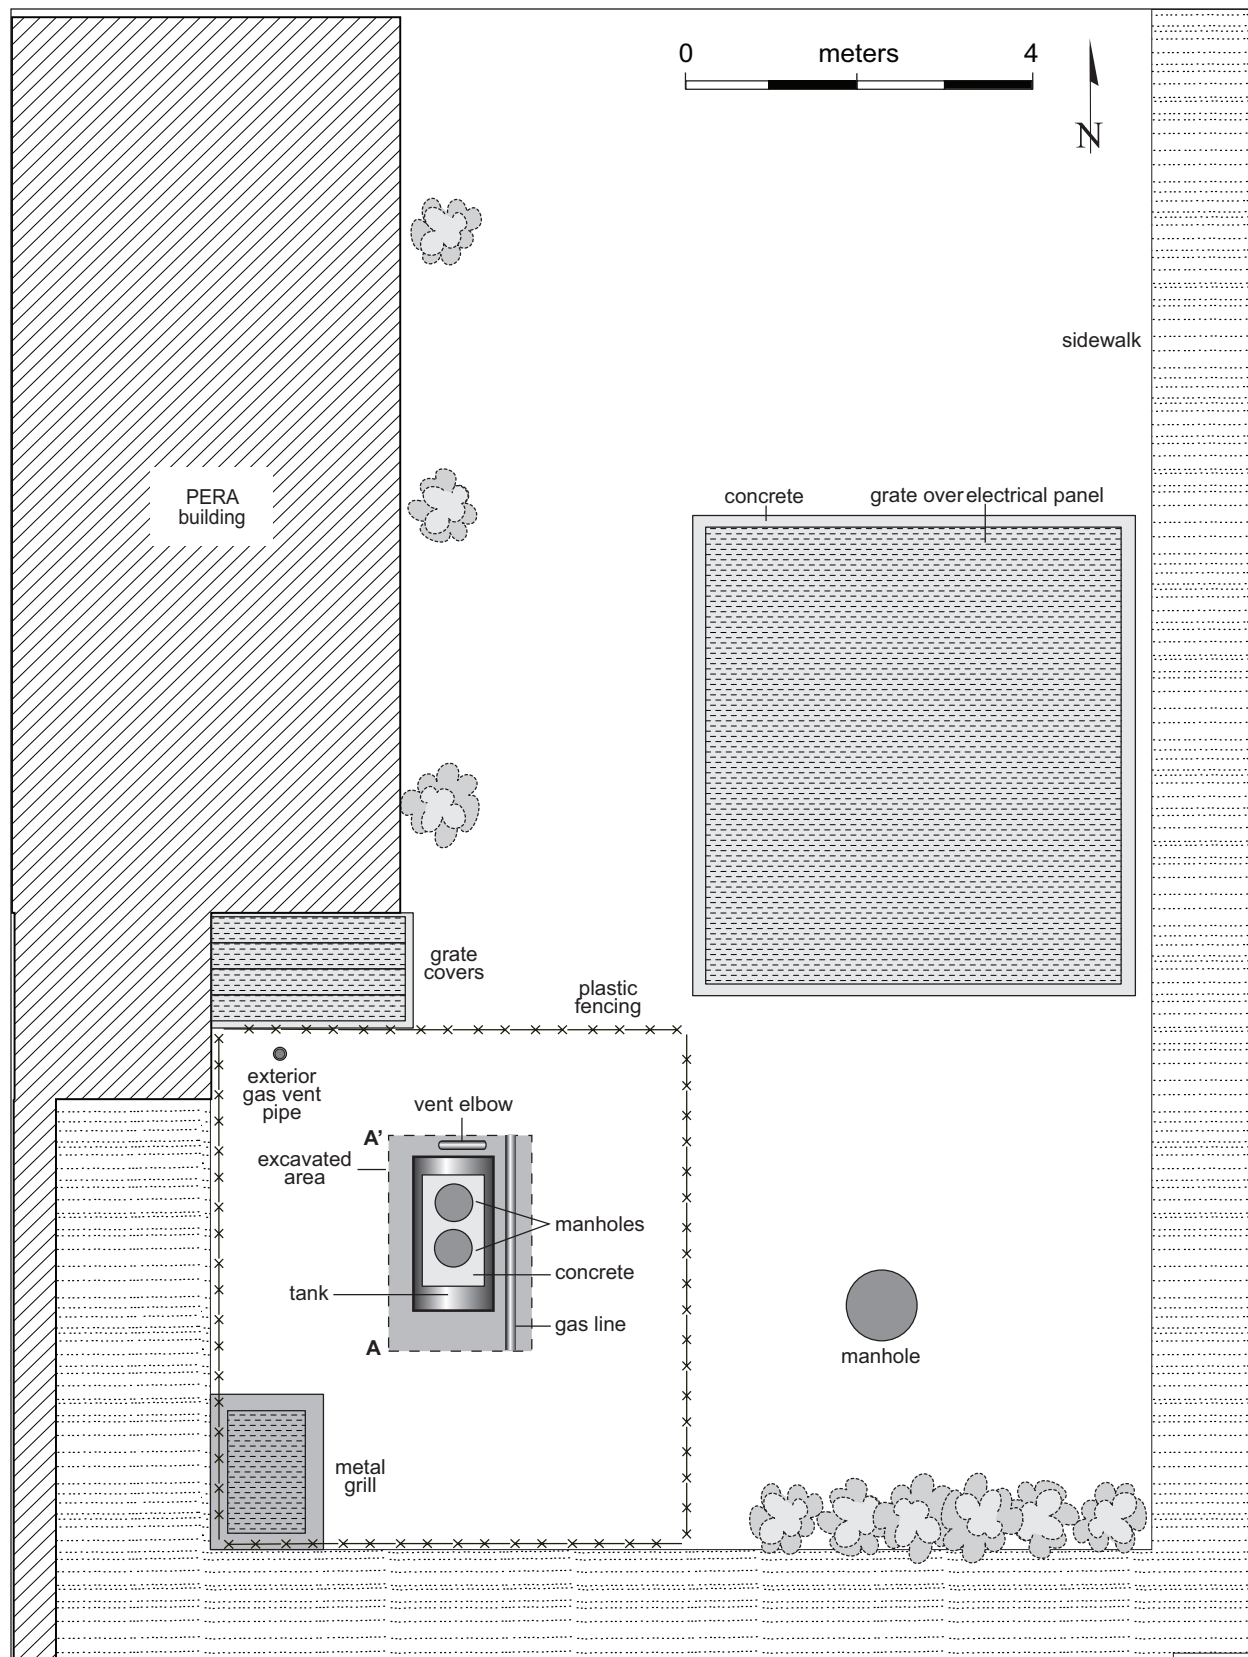 0 meters 4
N
sidewalk
PERA
building
concrete
grate over electrical panel
grate
covers
plastic
fencing
exterior
gas vent
pipe
vent elbow
A'
excavated
area
manholes
concrete
tank
gas line
A
manhole
metal
grill